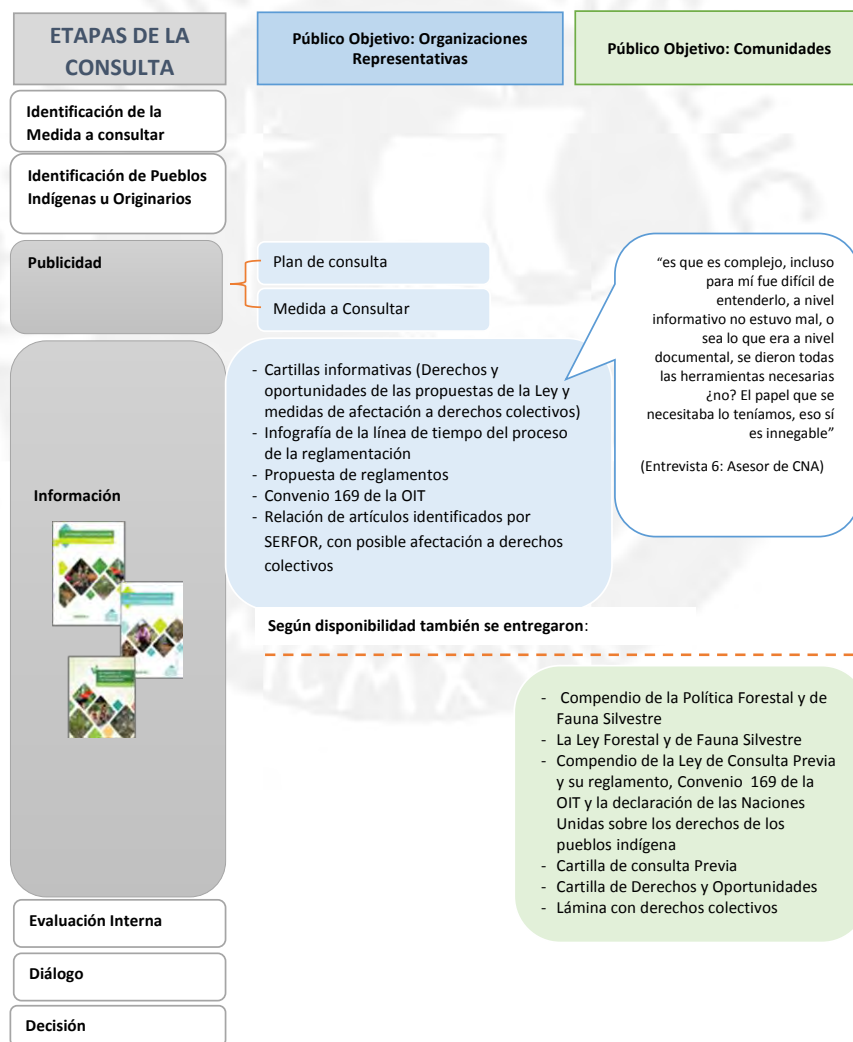 ETAPAS DE LA
CONSULTA
Público Objetivo: Organizaciones
Representativas
Público Objetivo: Comunidades
Identificación de la
Medida a consultar
Identificación de Pueblos
Indígenas u Originarios
Publicidad
Plan de consulta
Medida a Consultar
“es que es complejo, incluso
para mí fue difícil de
entenderlo, a nivel
informativo no estuvo mal, o
sea lo que era a nivel
documental, se dieron todas
las herramientas necesarias
¿no? El papel que se
necesitaba lo teníamos, eso sí
es innegable”
(Entrevista 6: Asesor de CNA)
Información
- Cartillas informativas (Derechos y
oportunidades de las propuestas de la Ley y
medidas de afectación a derechos colectivos)
- Infografía de la línea de tiempo del proceso
de la reglamentación
- Propuesta de reglamentos
- Convenio 169 de la OIT
- Relación de artículos identificados por
SERFOR, con posible afectación a derechos
colectivos
Según disponibilidad también se entregaron:
- Compendio de la Política Forestal y de
Fauna Silvestre
- La Ley Forestal y de Fauna Silvestre
- Compendio de la Ley de Consulta Previa
y su reglamento, Convenio 169 de la
OIT y la declaración de las Naciones
Unidas sobre los derechos de los
pueblos indígena
- Cartilla de consulta Previa
- Cartilla de Derechos y Oportunidades
- Lámina con derechos colectivos
Evaluación Interna
Diálogo
Decisión